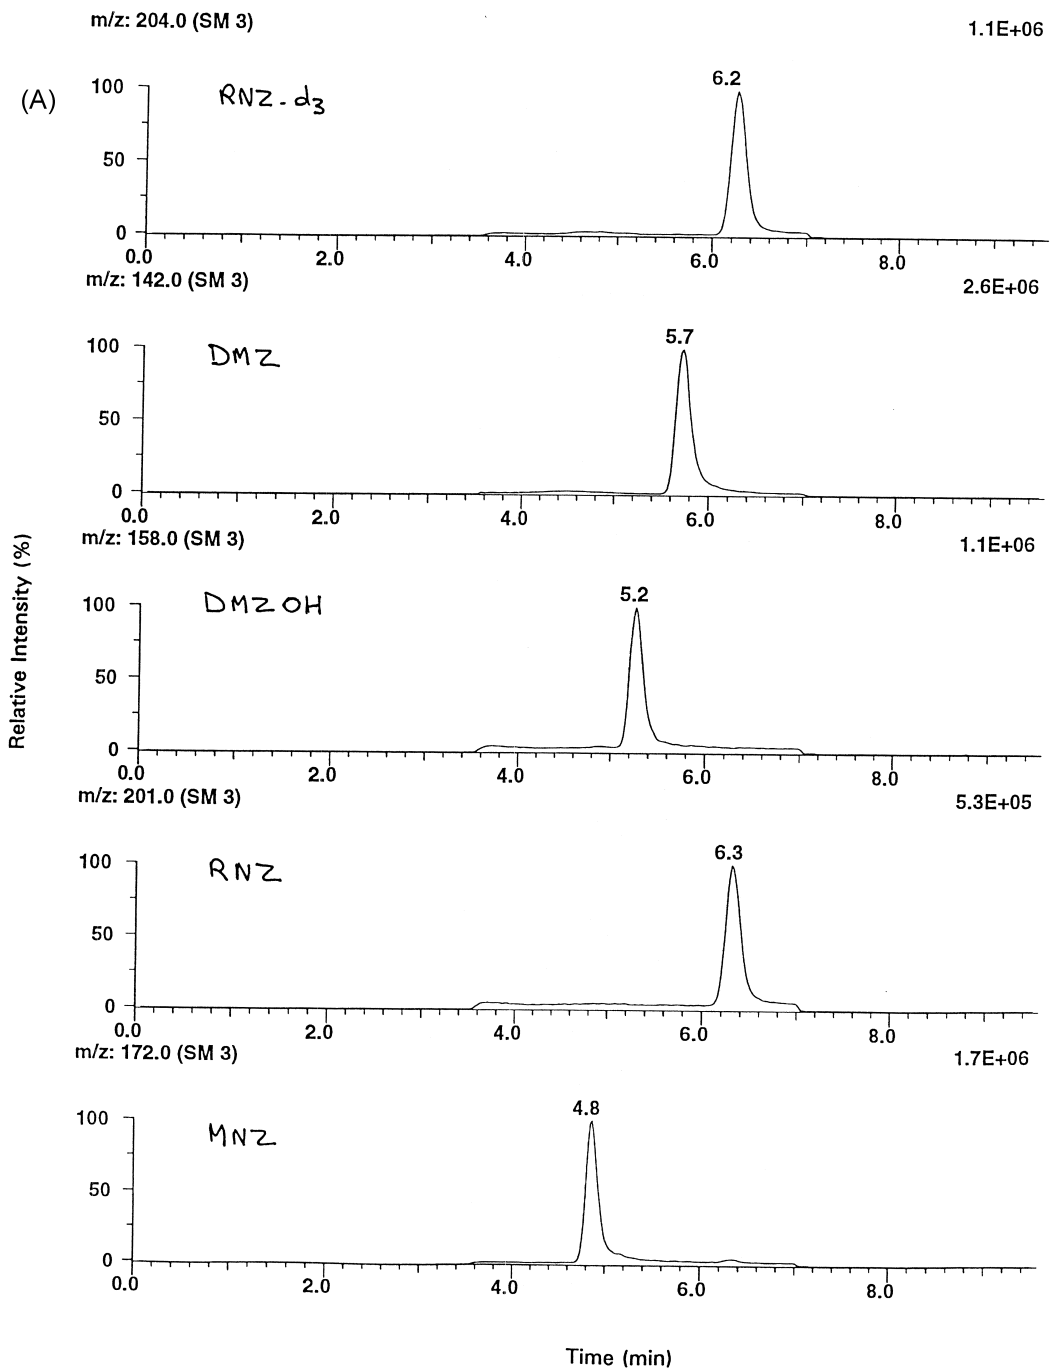 m/z: 204.0 (SM 3) 1.1E+06
(A)
RNZ-d3
6.2
100
50
0
0.0 2.0 4.0 6.0 8.0
m/z: 142.0 (SM 3) 2.6E+06
DMZ
5.7
100
50
0
0.0 2.0 4.0 6.0 8.0
m/z: 158.0 (SM 3) 1.1E+06
DMZOH
5.2
100
50
0
0.0 2.0 4.0 6.0 8.0
m/z: 201.0 (SM 3) 5.3E+05
RNZ
6.3
100
50
0
0.0 2.0 4.0 6.0 8.0
m/z: 172.0 (SM 3) 1.7E+06
MNZ
4.8
100
50
0
0.0 2.0 4.0 6.0 8.0
Relative Intensity (%)
Time (min)